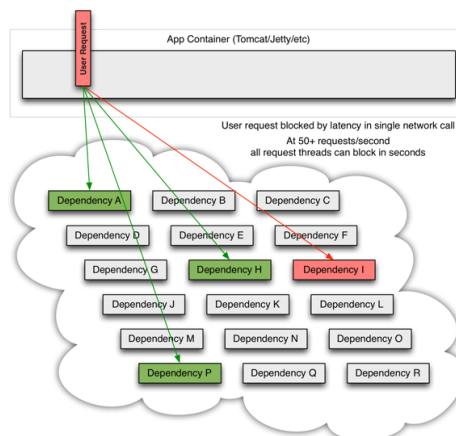 User Request
App Container (Tomcat/Jetty/etc)
User request blocked by latency in single network call
At 50+ requests/second
all request threads can block in seconds
Dependency A
Dependency B
Dependency C
Dependency D
Dependency E
Dependency F
Dependency G
Dependency H
Dependency I
Dependency J
Dependency K
Dependency L
Dependency M
Dependency N
Dependency O
Dependency P
Dependency Q
Dependency R